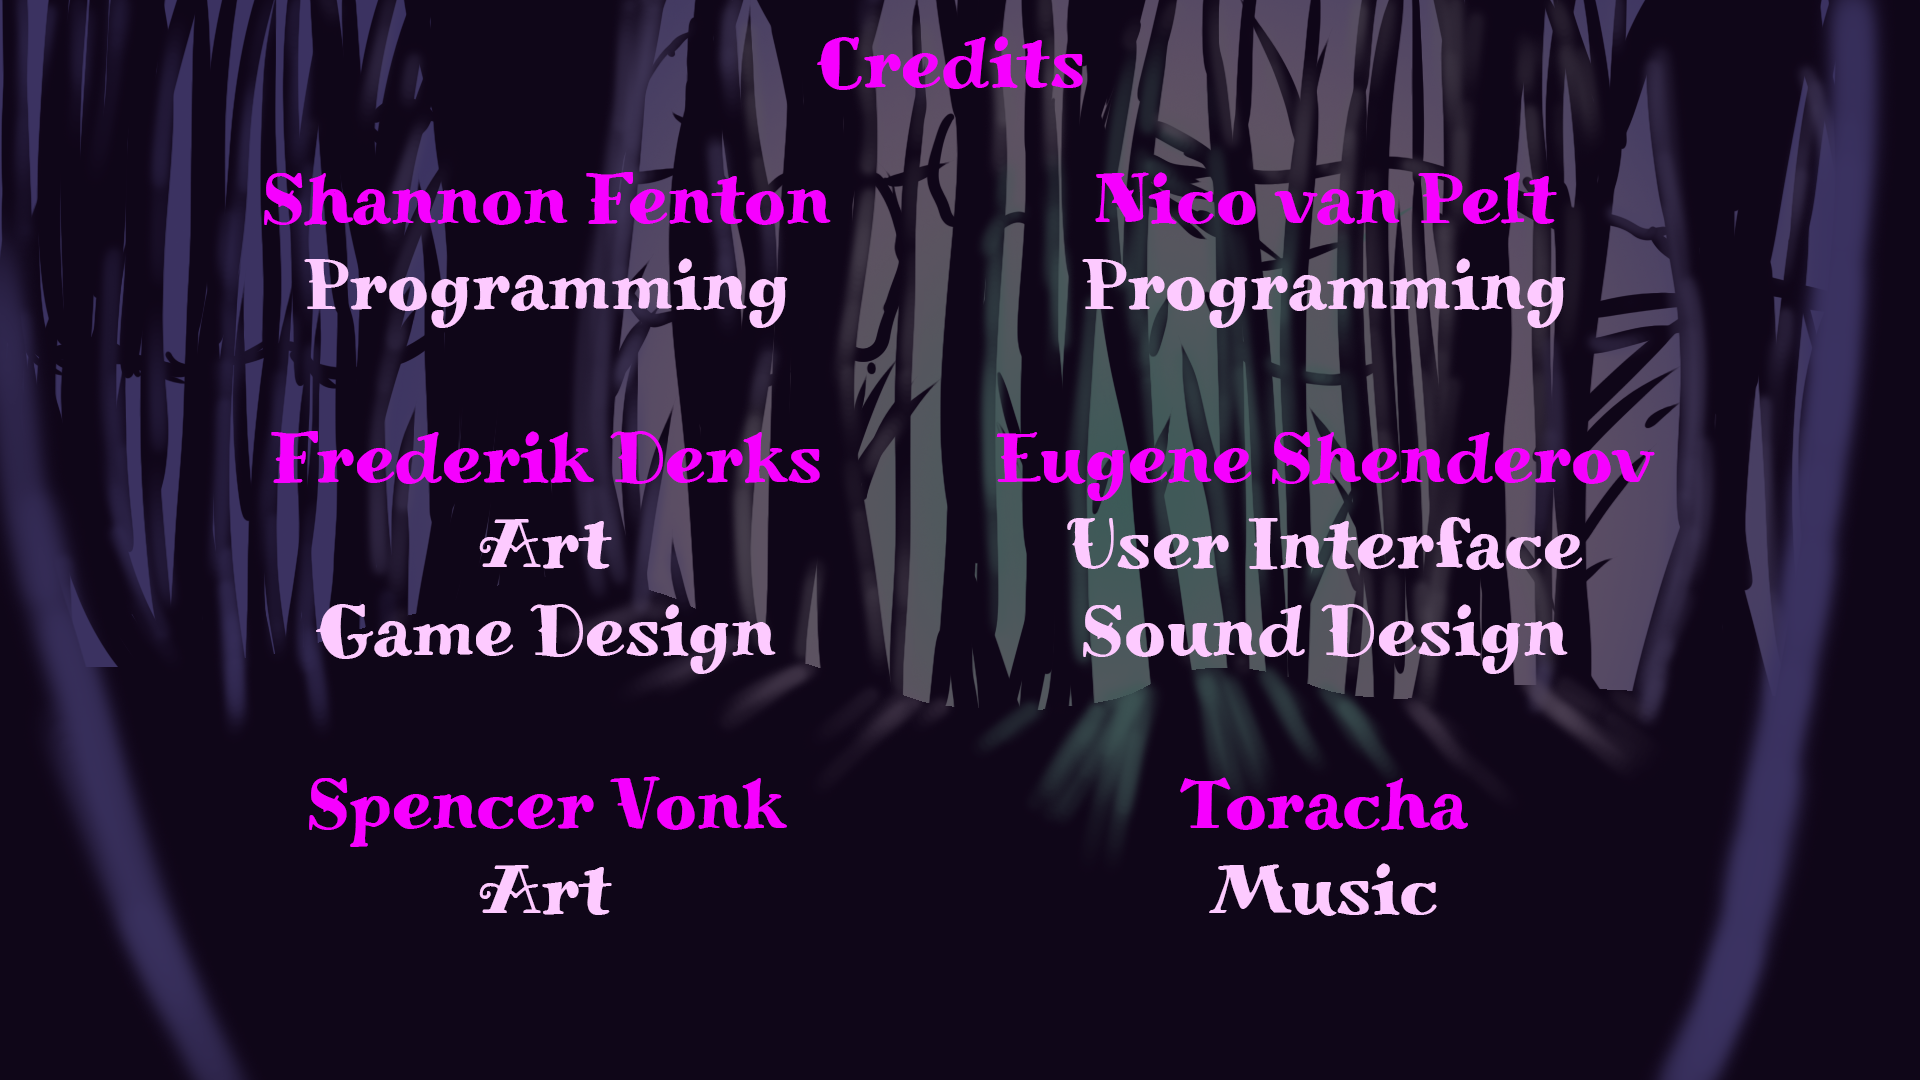 Credits
Shannon Fenton
Programming
Nico van Pelt
Programming
Frederik Derks
Art
Game Design
Eugene Shenderov
User Interface
Sound Design
Spencer Vonk
Art
Toracha
Music